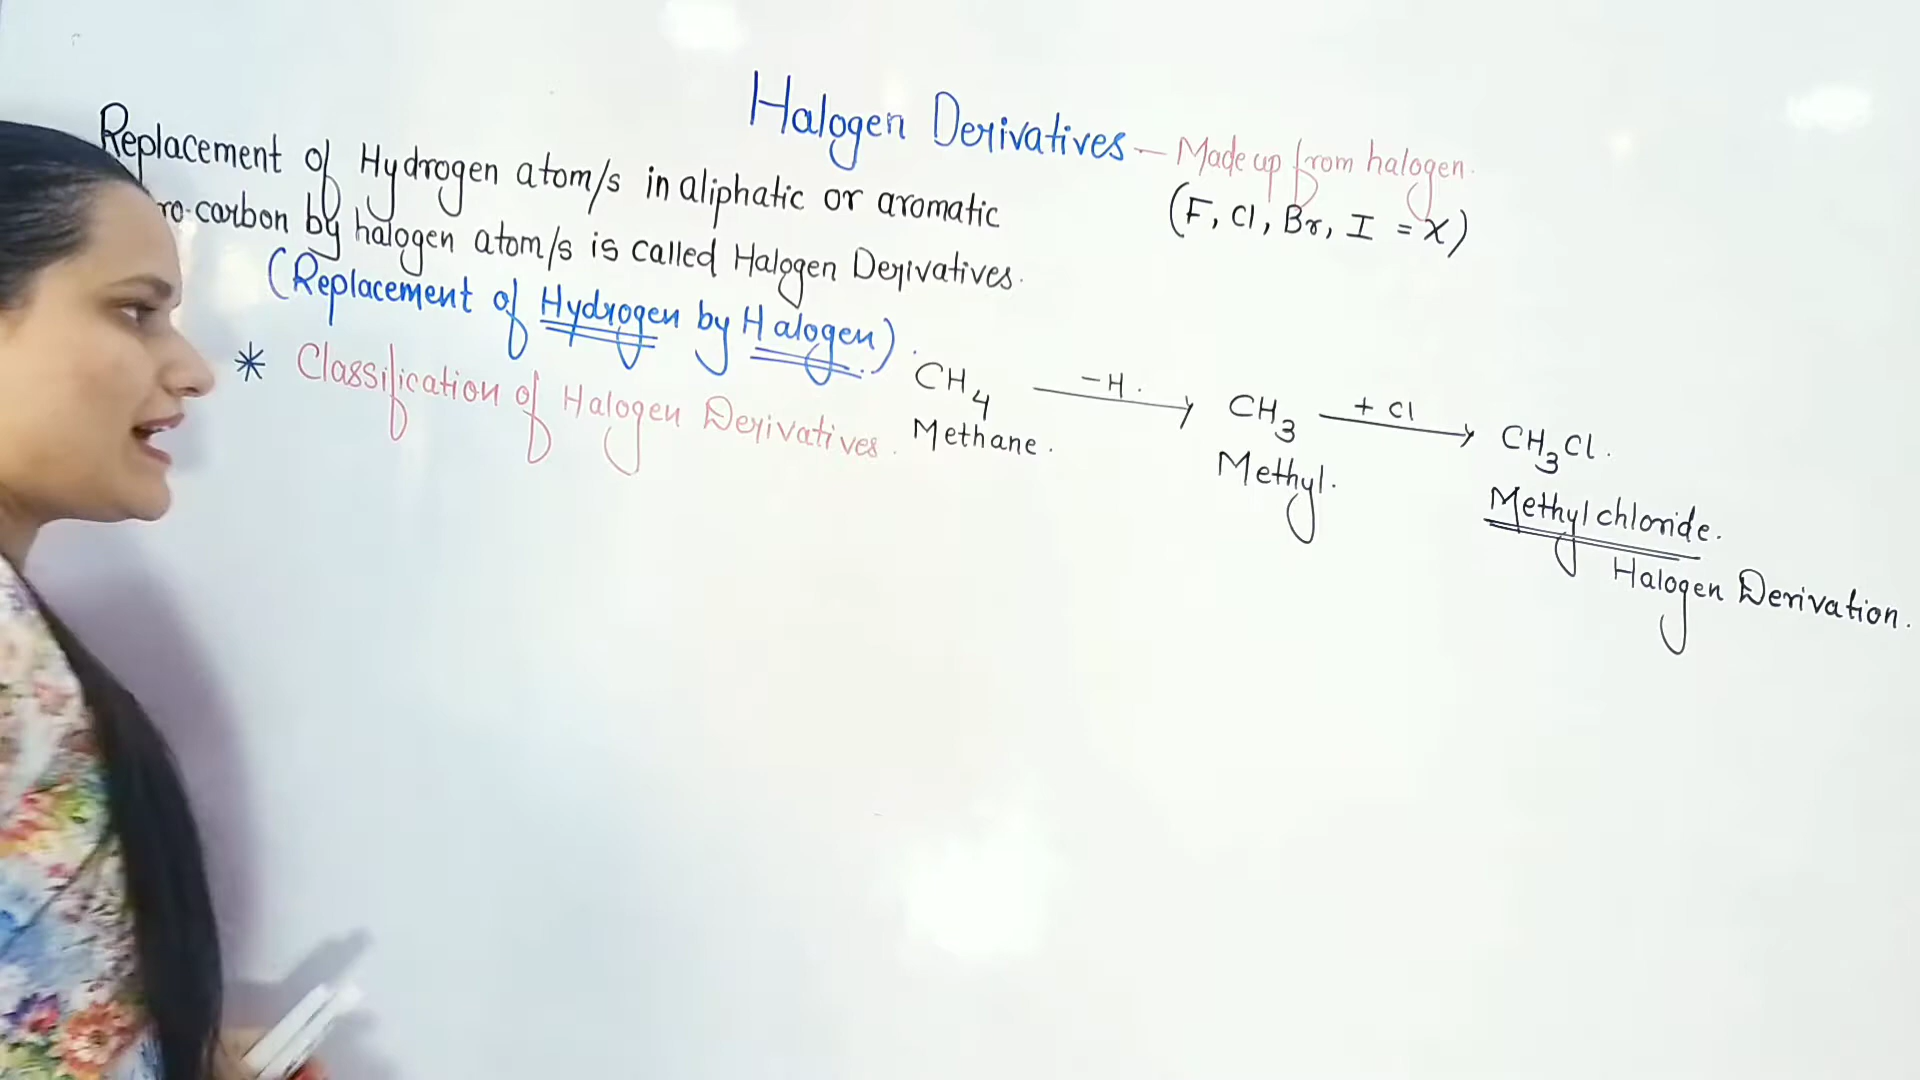 Halogen Derivatives — Made up from halogen.
(F, Cl, Br, I = X)
Replacement of Hydrogen atom/s in aliphatic or aromatic
ro-carbon by halogen atom/s is called Halogen Derivatives.
(Replacement of Hydrogen by Halogen)
* Classification of Halogen Derivatives.
CH4 —-H.→ CH3 —+ Cl→ CH3Cl.
Methane. Methyl. Methyl chloride.
Halogen Derivation.